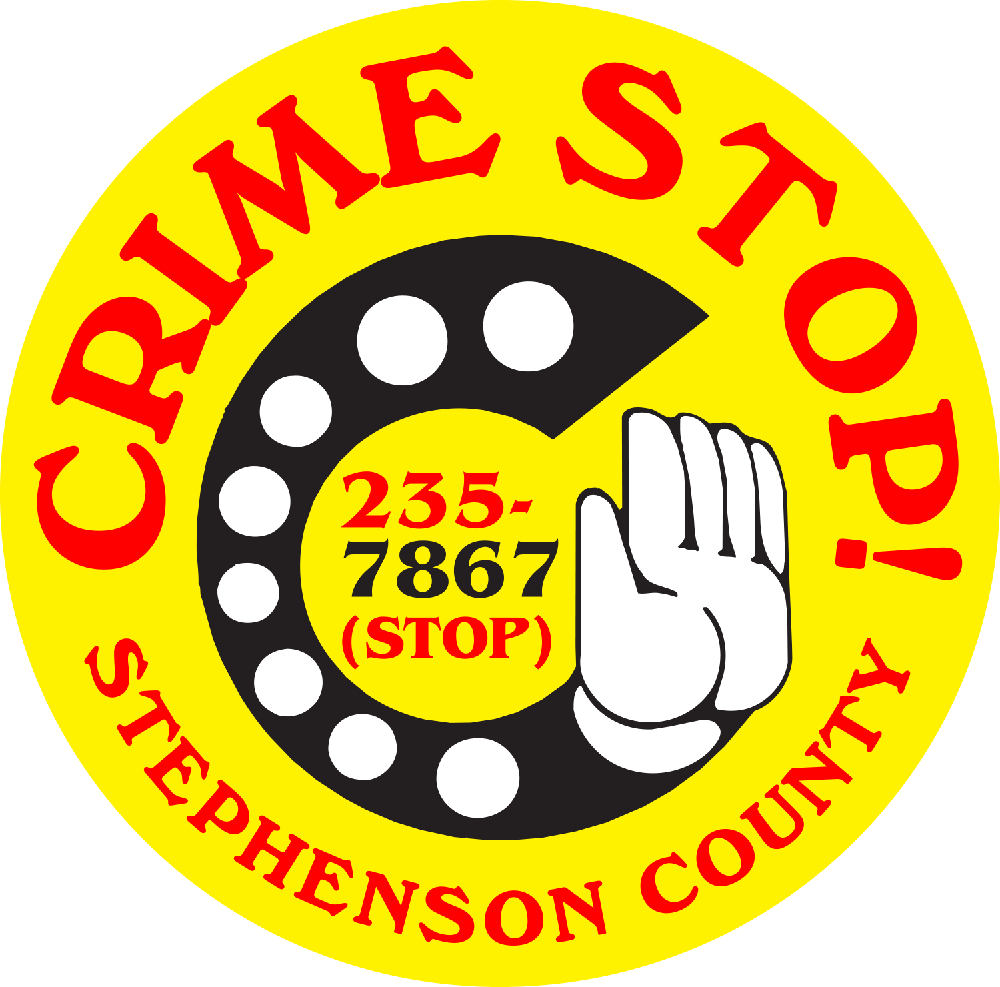 CRIME STOP!
235-
7867
(STOP)
STEPHENSON COUNTY